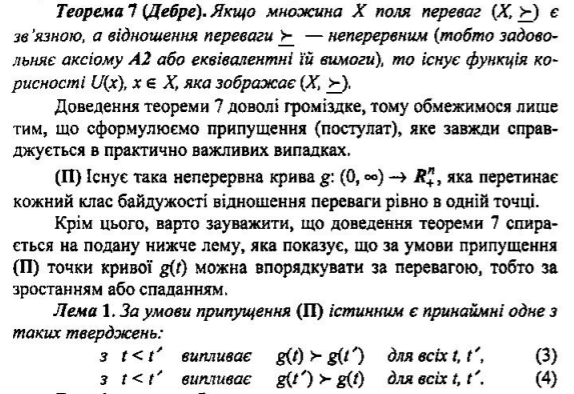 Теорема 7 (Дебре). Якщо множина X поля переваг (X, ≻) є
зв'язною, а відношення переваги ≻ — неперервним (тобто задово-
льняє аксіому А2 або еквівалентні їй вимоги), то існує функція ко-
рисності U(x), x ∈ X, яка зображає (X, ≻).
Доведення теореми 7 доволі громіздке, тому обмежимося лише
тим, що сформулюємо припущення (постулат), яке завжди справ-
джується в практично важливих випадках.
(П) Існує така неперервна крива g: (0, ∞) → Rⁿ₊, яка перетинає
кожний клас байдужості відношення переваги рівно в одній точці.
Крім цього, варто зауважити, що доведення теореми 7 спира-
ється на подану нижче лему, яка показує, що за умови припущення
(П) точки кривої g(t) можна впорядкувати за перевагою, тобто за
зростанням або спаданням.
Лема 1. За умови припущення (П) істинним є принаймні одне з
таких тверджень:
з t < t′ випливає g(t) ≻ g(t′) для всіх t, t′, (3)
з t < t′ випливає g(t′) ≻ g(t) для всіх t, t′. (4)